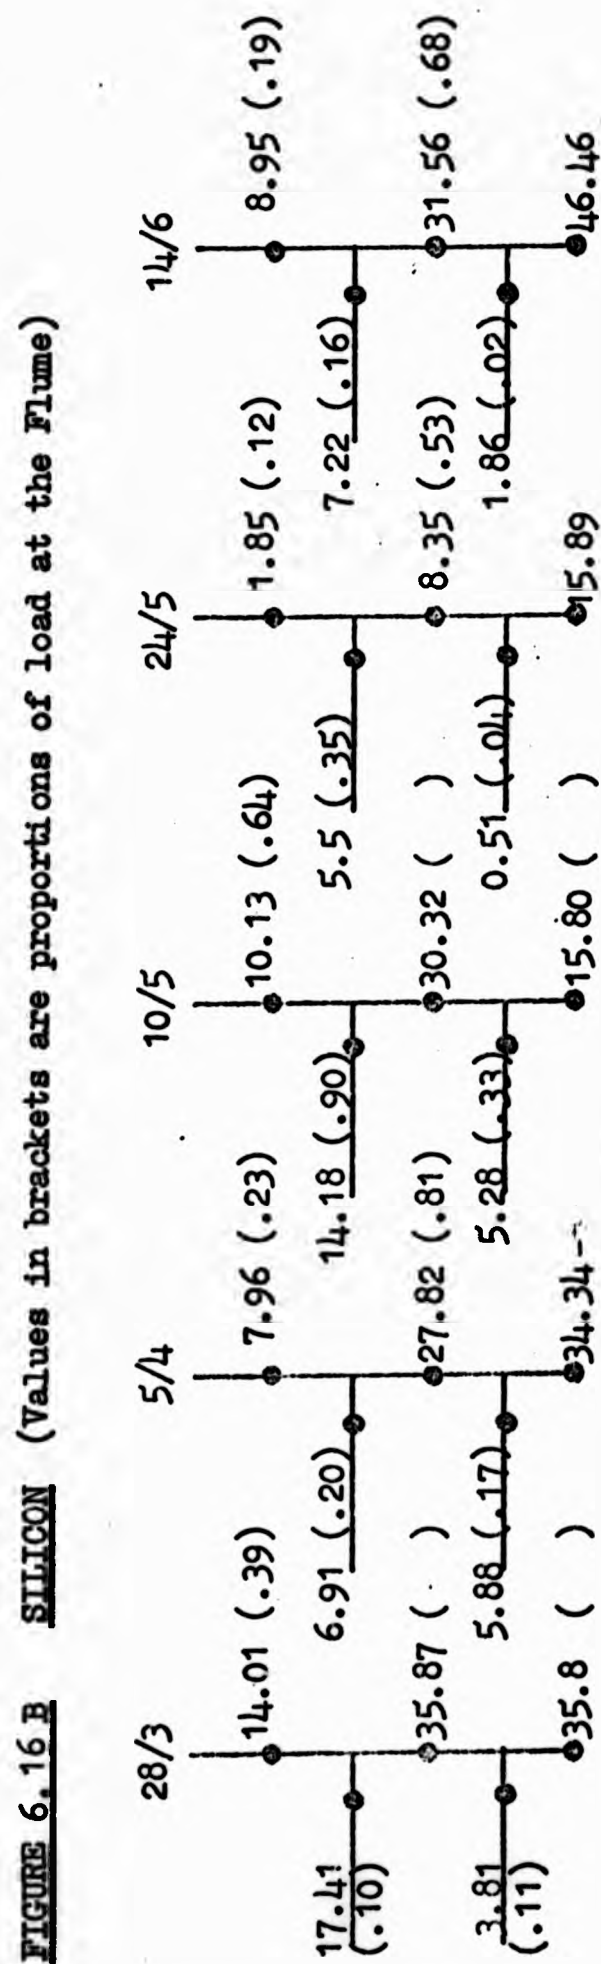 FIGURE 6.16 B SILICON (Values in brackets are proportions of load at the Flume)
28/3 5/4 10/5 24/5 14/6
14.01 (.39) 7.96 (.23) 10.13 (.64) 1.85 (.12) 8.95 (.19)
17.41 6.91 (.20) 14.18 (.90) 5.5 (.35) 7.22 (.16)
(.10)
35.87 ( . ) 27.82 (.81) 30.32 ( ) 8.35 (.53) 31.56 (.68)
3.81 5.88 (.17) 5.28 (.33) 0.51 (.04) 1.86 (.02)
(.11)
35.8 ( ) 34.34 15.80 ( ) 15.89 46.46